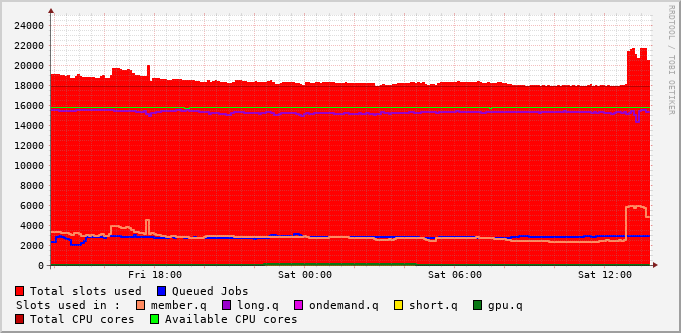 24000
22000
20000
18000
16000
14000
12000
10000
8000
6000
4000
2000
0
Fri 18:00 Sat 00:00 Sat 06:00 Sat 12:00
RRDTOOL / TOBI OETIKER
Total slots used Queued Jobs
Slots used in : member.q long.q ondemand.q short.q gpu.q
Total CPU cores Available CPU cores